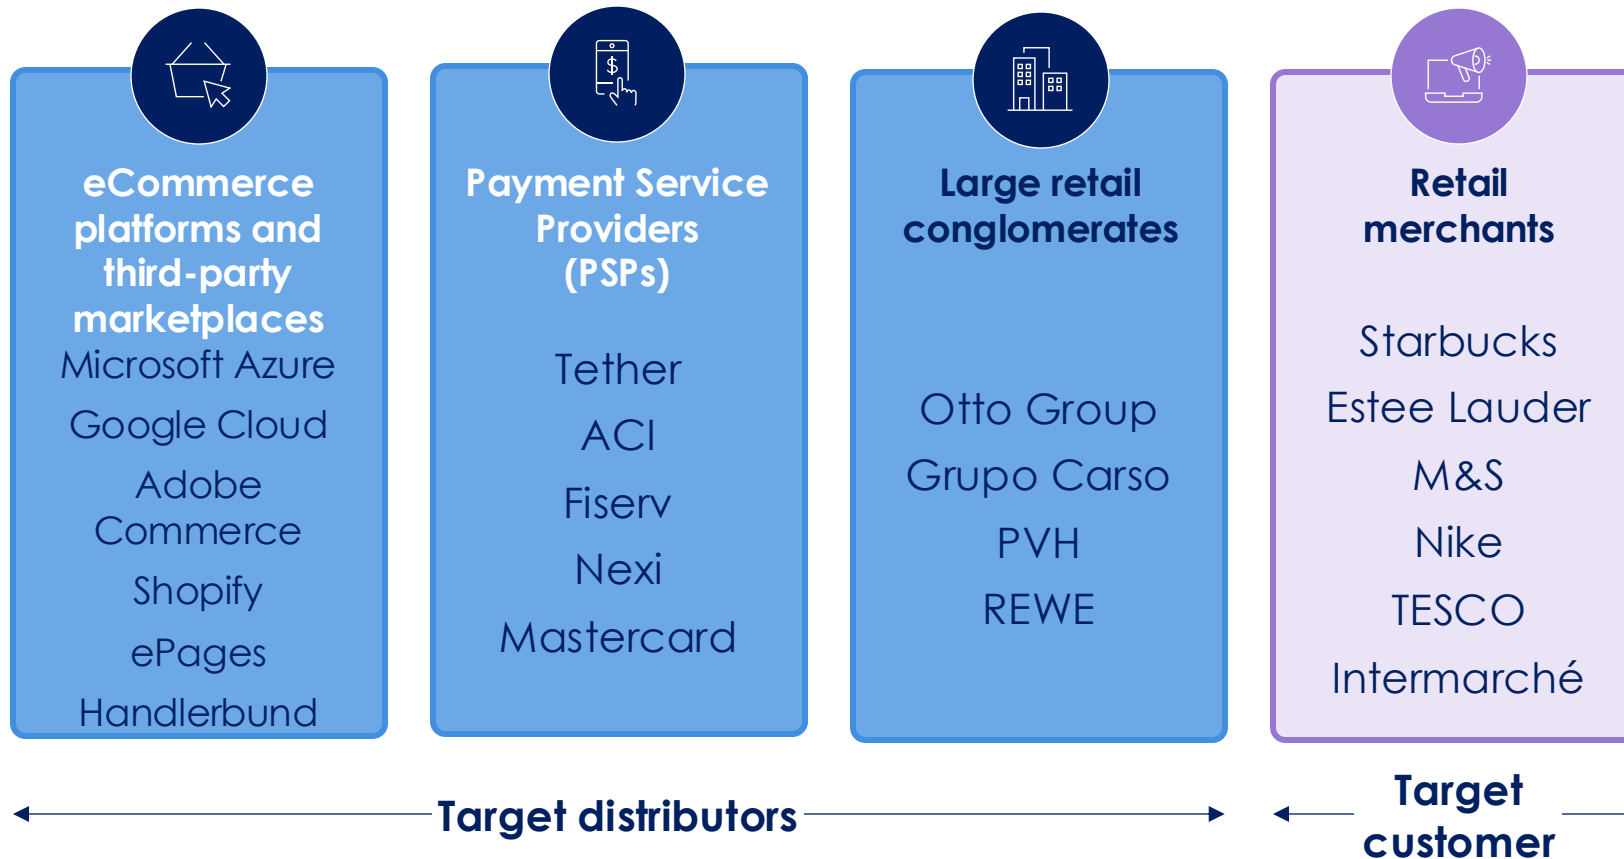 $
eCommerce
platforms and
third-party
marketplaces
Microsoft Azure
Google Cloud
Adobe
Commerce
Shopify
ePages
Handlerbund
Payment Service
Providers
(PSPs)
Tether
ACI
Fiserv
Nexi
Mastercard
Large retail
conglomerates
Otto Group
Grupo Carso
PVH
REWE
Retail
merchants
Starbucks
Estee Lauder
M&S
Nike
TESCO
Intermarché
Target distributors
Target
customer